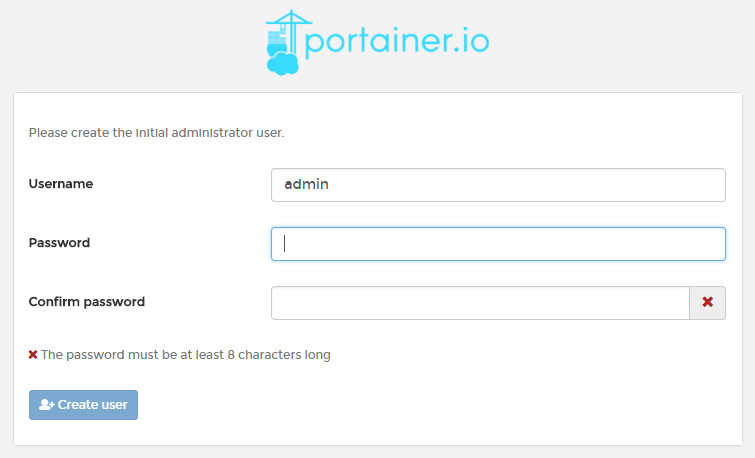 portainer.io
Please create the initial administrator user.
Username
admin
Password
Confirm password
The password must be at least 8 characters long
Create user